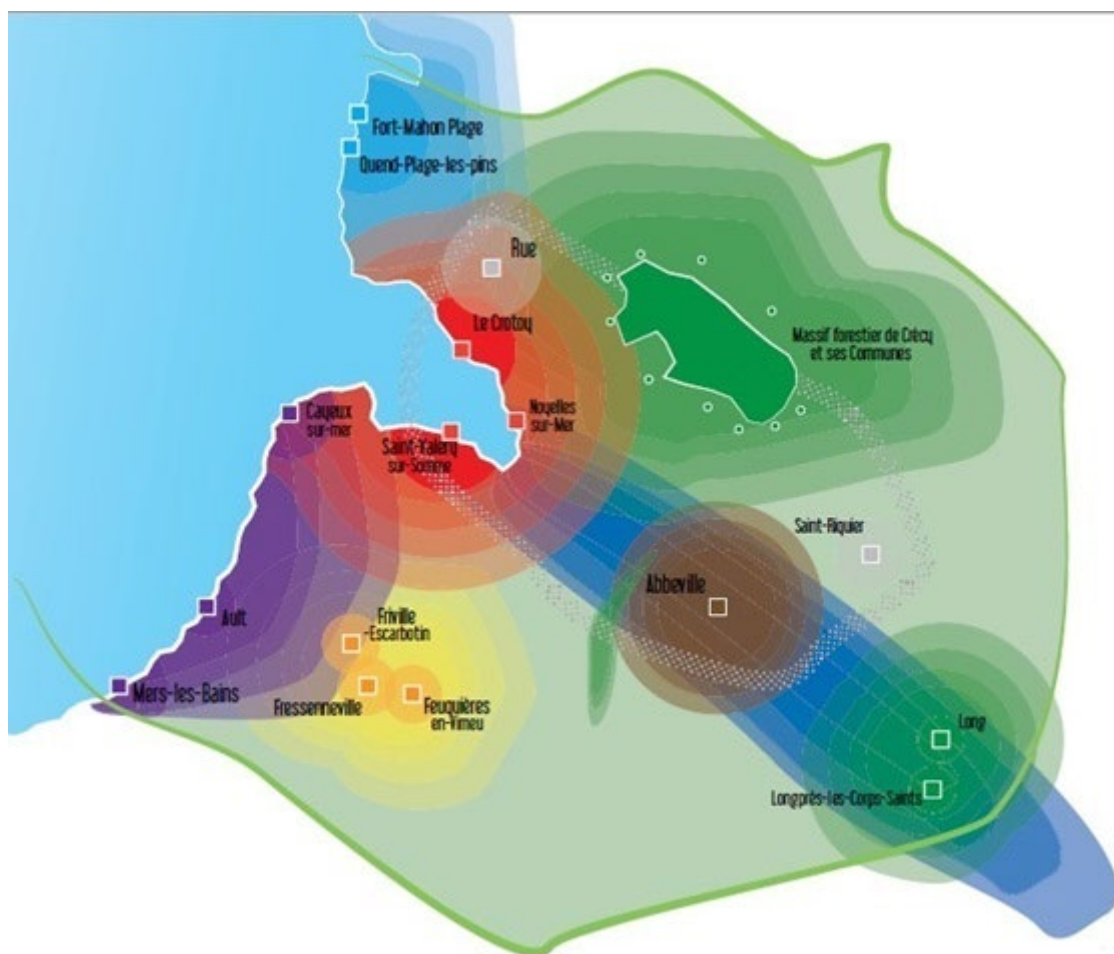 Fort-Mahon Plage
Quend-Plage-les-pins
Rue
Le Crotoy
Massif forestier de Crécy
et ses Communes
Cayeux
sur-mer
Noyelles
sur-Mer
Saint-Valery
sur-Somme
Saint-Riquier
Abbeville
Ault
Friville
-Escarbotin
Mers-les-Bains
Fressenneville
Feuquières
en-Vimeu
Long
Longprès-les-Corps-Saints